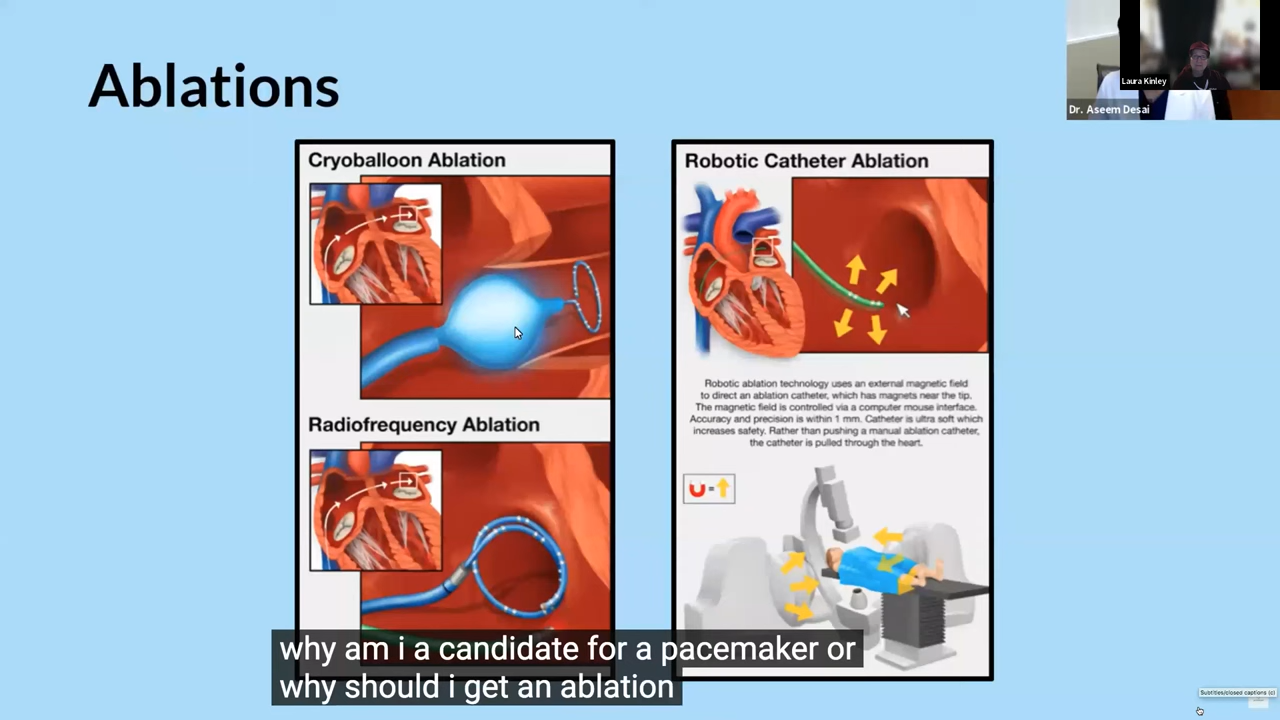 Ablations
Laura Kinley
Dr. Aseem Desai
Cryoballoon Ablation
Radiofrequency Ablation
Robotic Catheter Ablation
Robotic ablation technology uses an external magnetic field
to direct an ablation catheter, which has magnets near the tip.
The magnetic field is controlled via a computer mouse interface.
Accuracy and precision is within 1 mm. Catheter is ultra soft which
increases safety. Rather than pushing a manual ablation catheter,
the catheter is pulled through the heart.
why am i a candidate for a pacemaker or
why should i get an ablation
Subtitles/closed captions (c)